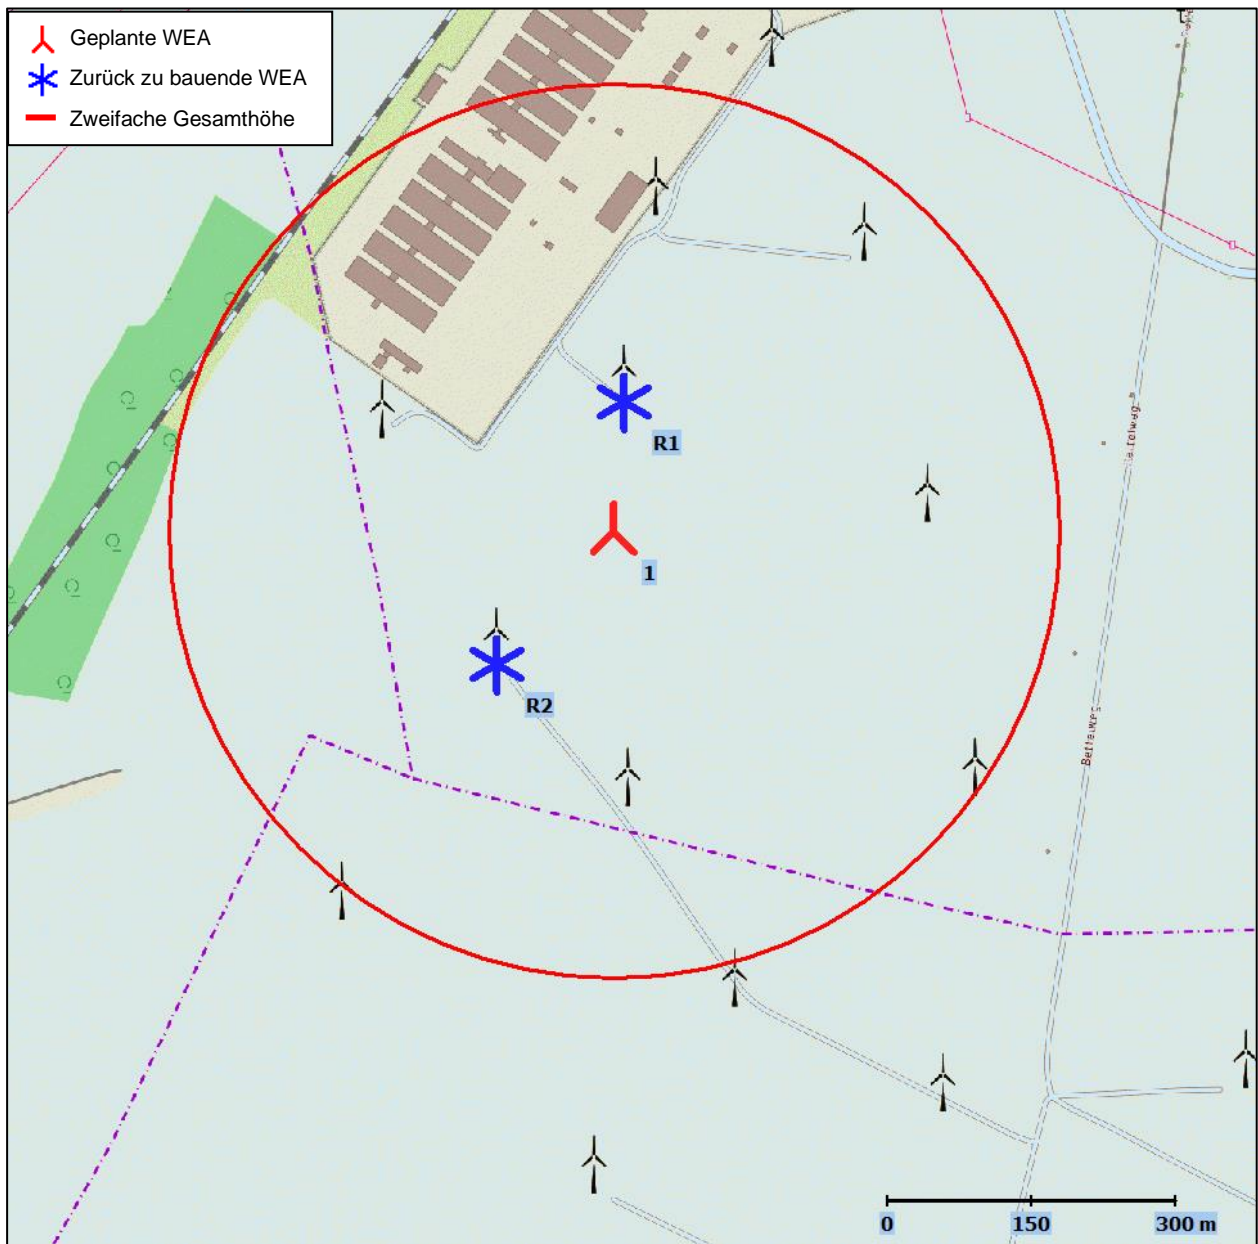 Geplante WEA
Zurück zu bauende WEA
Zweifache Gesamthöhe
R1
1
R2
0 150 300 m